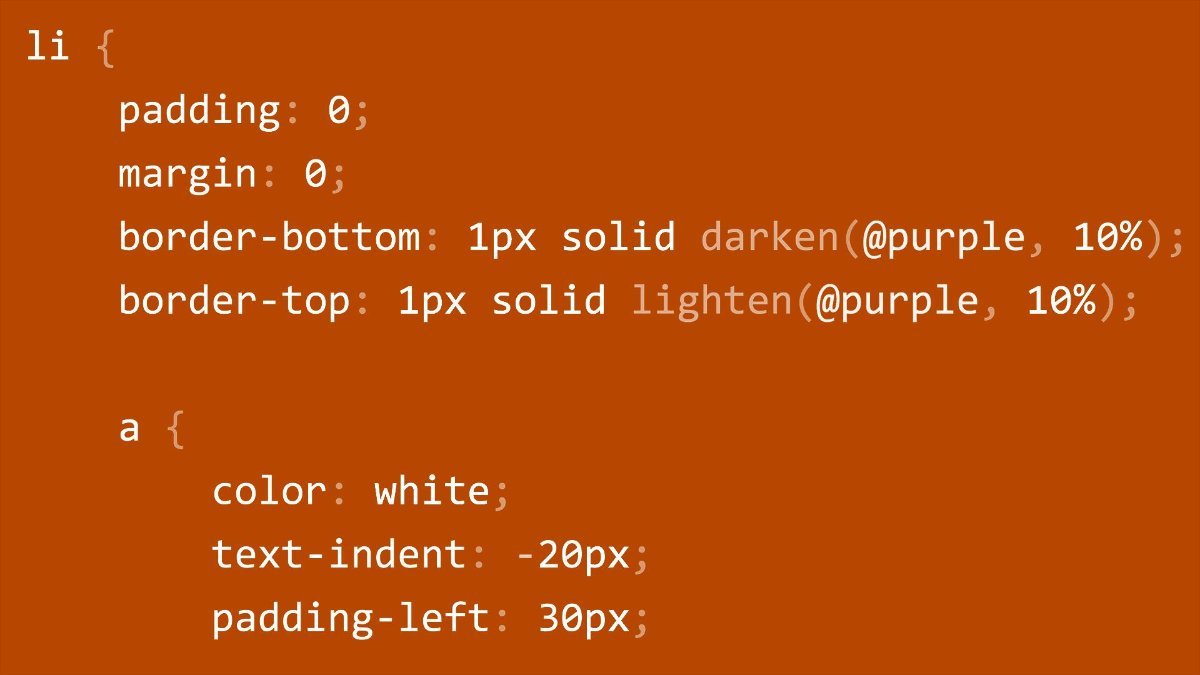 li {
    padding: 0;
    margin: 0;
    border-bottom: 1px solid darken(@purple, 10%);
    border-top: 1px solid lighten(@purple, 10%);

    a {
        color: white;
        text-indent: -20px;
        padding-left: 30px;